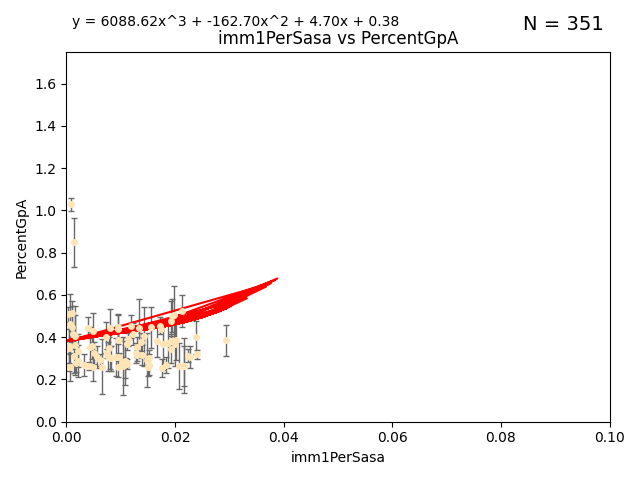 y = 6088.62x^3 + -162.70x^2 + 4.70x + 0.38
N = 351
imm1PerSasa vs PercentGpA
1.6
1.4
1.2
1.0
0.8
0.6
0.4
0.2
0.0
PercentGpA
0.00 0.02 0.04 0.06 0.08 0.10
imm1PerSasa